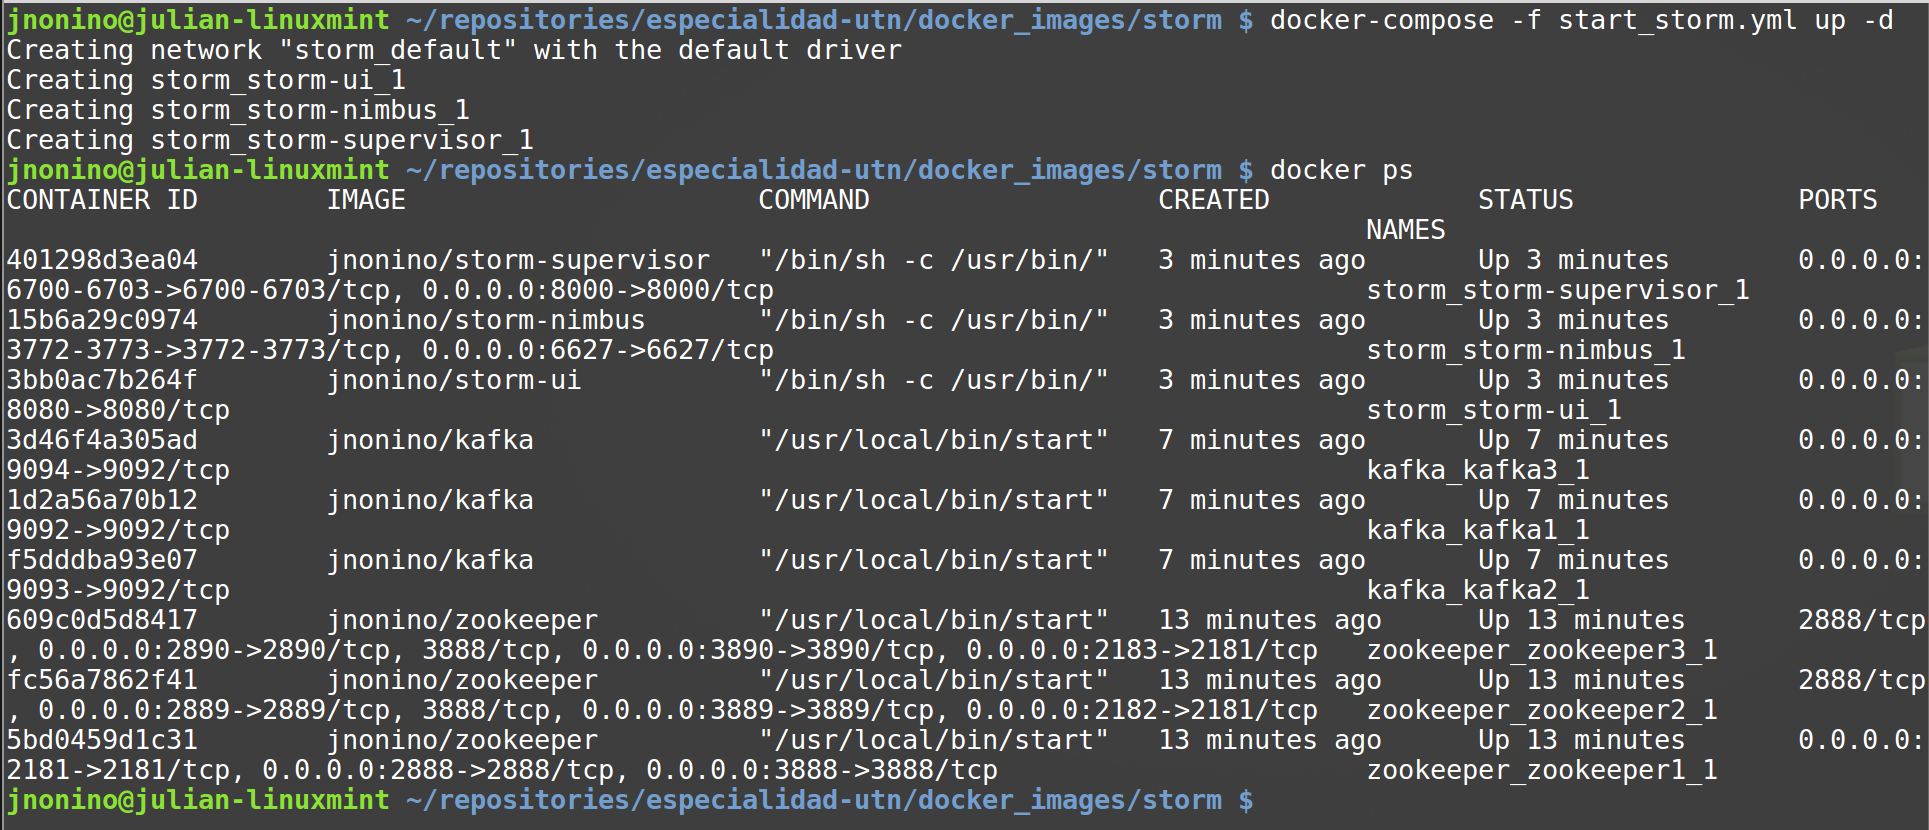 jnonino@julian-linuxmint ~/repositories/especialidad-utn/docker_images/storm $ docker-compose -f start_storm.yml up -d
Creating network "storm_default" with the default driver
Creating storm_storm-ui_1
Creating storm_storm-nimbus_1
Creating storm_storm-supervisor_1
jnonino@julian-linuxmint ~/repositories/especialidad-utn/docker_images/storm $ docker ps
CONTAINER ID        IMAGE                      COMMAND                  CREATED             STATUS              PORTS
                                                                                     NAMES
401298d3ea04        jnonino/storm-supervisor   "/bin/sh -c /usr/bin/"   3 minutes ago       Up 3 minutes        0.0.0.0:
6700-6703->6700-6703/tcp, 0.0.0.0:8000->8000/tcp                                     storm_storm-supervisor_1
15b6a29c0974        jnonino/storm-nimbus       "/bin/sh -c /usr/bin/"   3 minutes ago       Up 3 minutes        0.0.0.0:
3772-3773->3772-3773/tcp, 0.0.0.0:6627->6627/tcp                                     storm_storm-nimbus_1
3bb0ac7b264f        jnonino/storm-ui           "/bin/sh -c /usr/bin/"   3 minutes ago       Up 3 minutes        0.0.0.0:
8080->8080/tcp                                                                       storm_storm-ui_1
3d46f4a305ad        jnonino/kafka              "/usr/local/bin/start"   7 minutes ago       Up 7 minutes        0.0.0.0:
9094->9092/tcp                                                                       kafka_kafka3_1
1d2a56a70b12        jnonino/kafka              "/usr/local/bin/start"   7 minutes ago       Up 7 minutes        0.0.0.0:
9092->9092/tcp                                                                       kafka_kafka1_1
f5dddba93e07        jnonino/kafka              "/usr/local/bin/start"   7 minutes ago       Up 7 minutes        0.0.0.0:
9093->9092/tcp                                                                       kafka_kafka2_1
609c0d5d8417        jnonino/zookeeper          "/usr/local/bin/start"   13 minutes ago      Up 13 minutes       2888/tcp
, 0.0.0.0:2890->2890/tcp, 3888/tcp, 0.0.0.0:3890->3890/tcp, 0.0.0.0:2183->2181/tcp   zookeeper_zookeeper3_1
fc56a7862f41        jnonino/zookeeper          "/usr/local/bin/start"   13 minutes ago      Up 13 minutes       2888/tcp
, 0.0.0.0:2889->2889/tcp, 3888/tcp, 0.0.0.0:3889->3889/tcp, 0.0.0.0:2182->2181/tcp   zookeeper_zookeeper2_1
5bd0459d1c31        jnonino/zookeeper          "/usr/local/bin/start"   13 minutes ago      Up 13 minutes       0.0.0.0:
2181->2181/tcp, 0.0.0.0:2888->2888/tcp, 0.0.0.0:3888->3888/tcp                       zookeeper_zookeeper1_1
jnonino@julian-linuxmint ~/repositories/especialidad-utn/docker_images/storm $